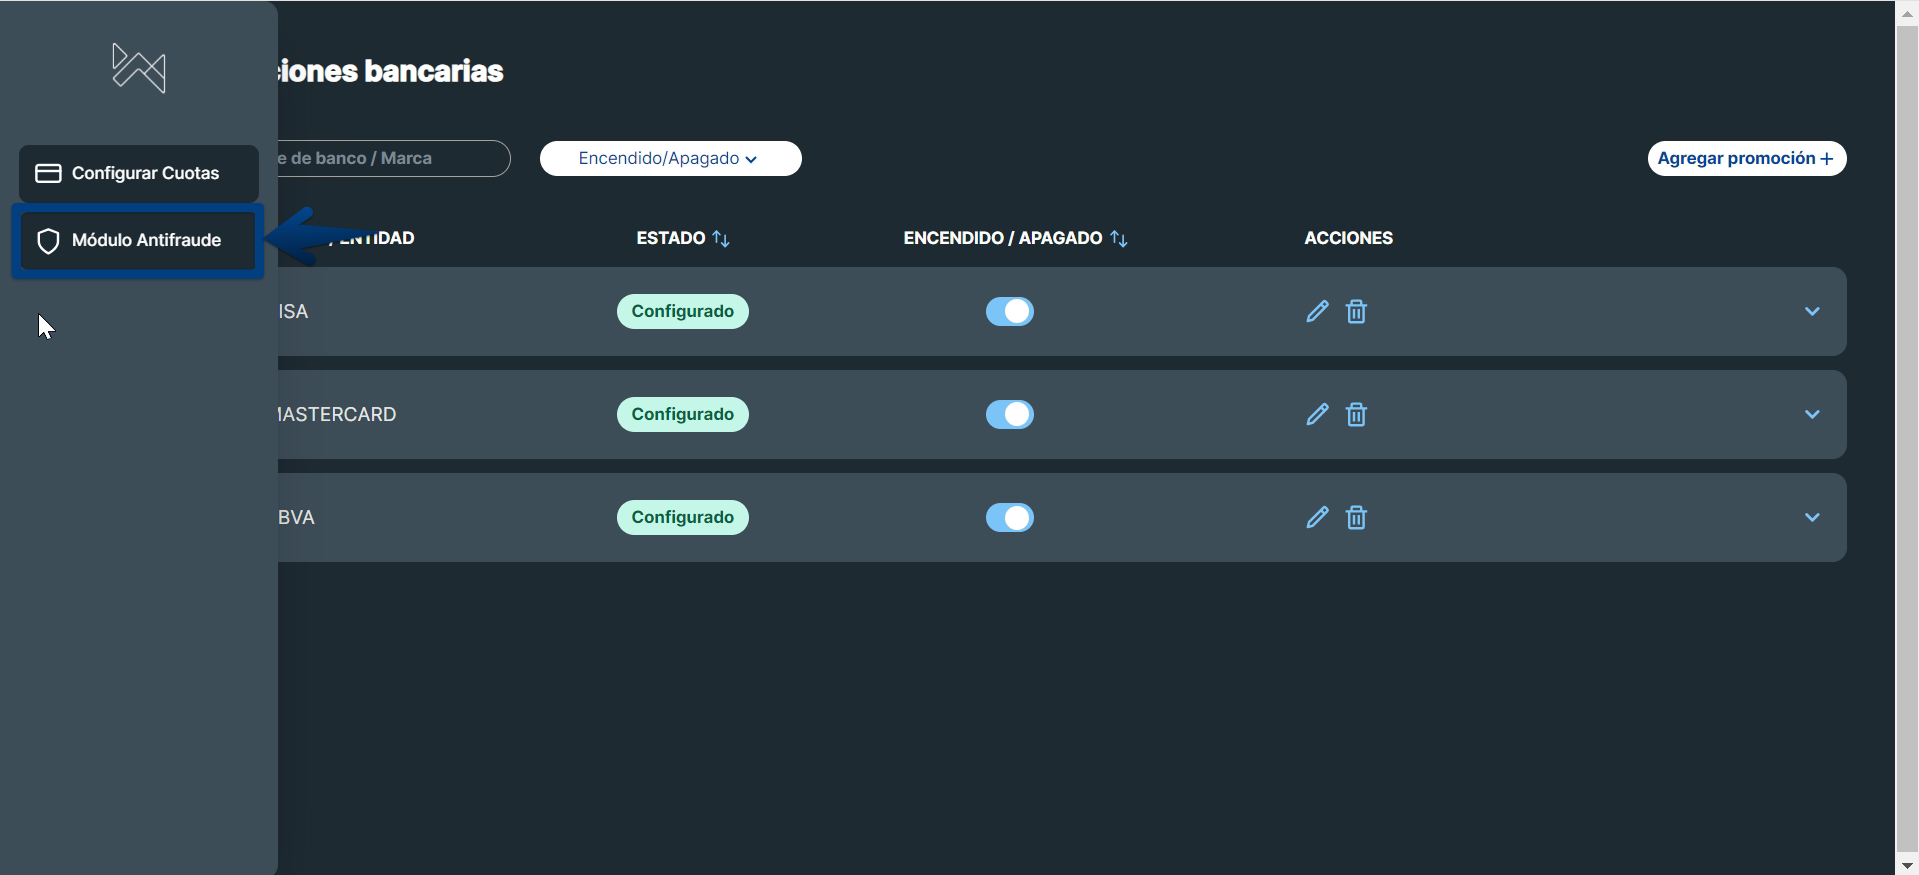 ciones bancarias
Configurar Cuotas
Módulo Antifraude
e de banco / Marca
Encendido/Apagado
Agregar promoción +
/ ENTIDAD
ESTADO
ENCENDIDO / APAGADO
ACCIONES
ISA
Configurado
MASTERCARD
Configurado
BVA
Configurado